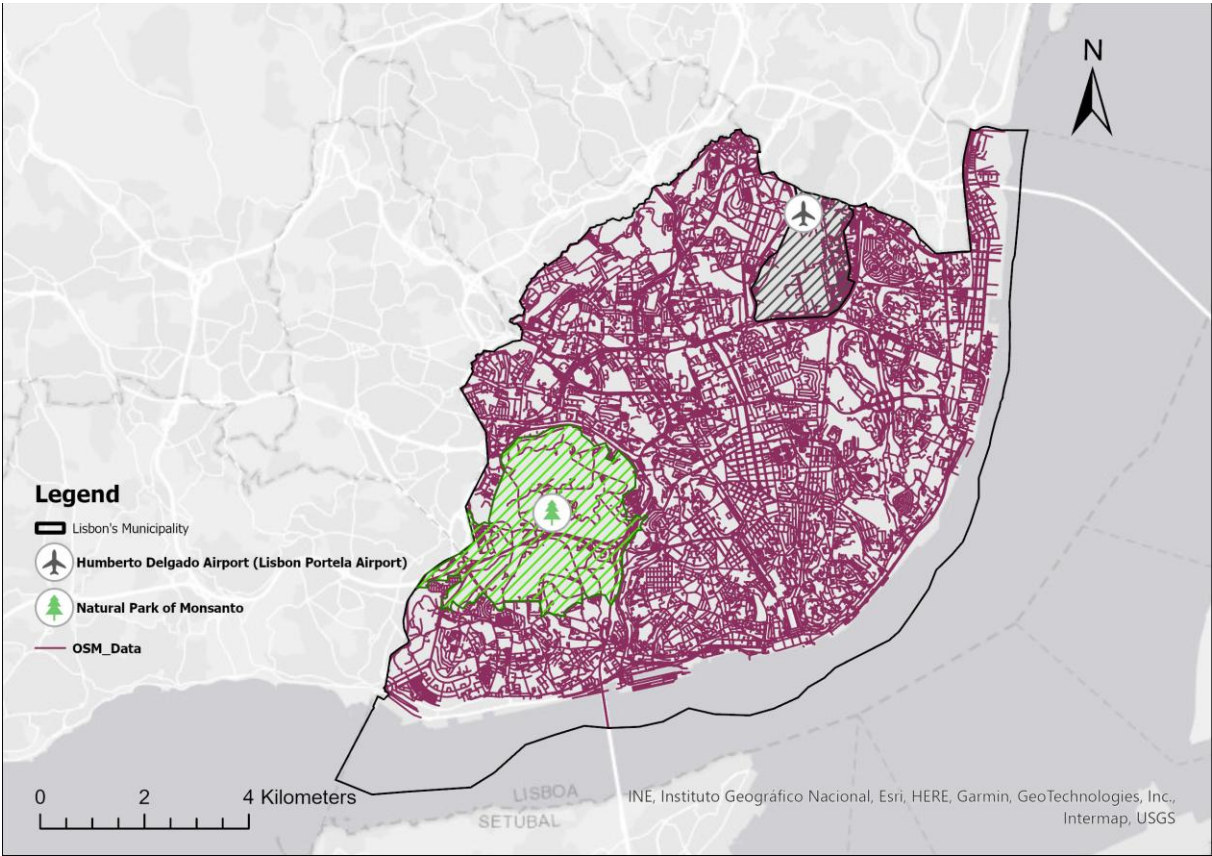 N
Legend
Lisbon's Municipality
Humberto Delgado Airport (Lisbon Portela Airport)
Natural Park of Monsanto
OSM_Data
0 2 4 Kilometers
LISBOA
SETÚBAL
INE, Instituto Geográfico Nacional, Esri, HERE, Garmin, GeoTechnologies, Inc.,
Intermap, USGS